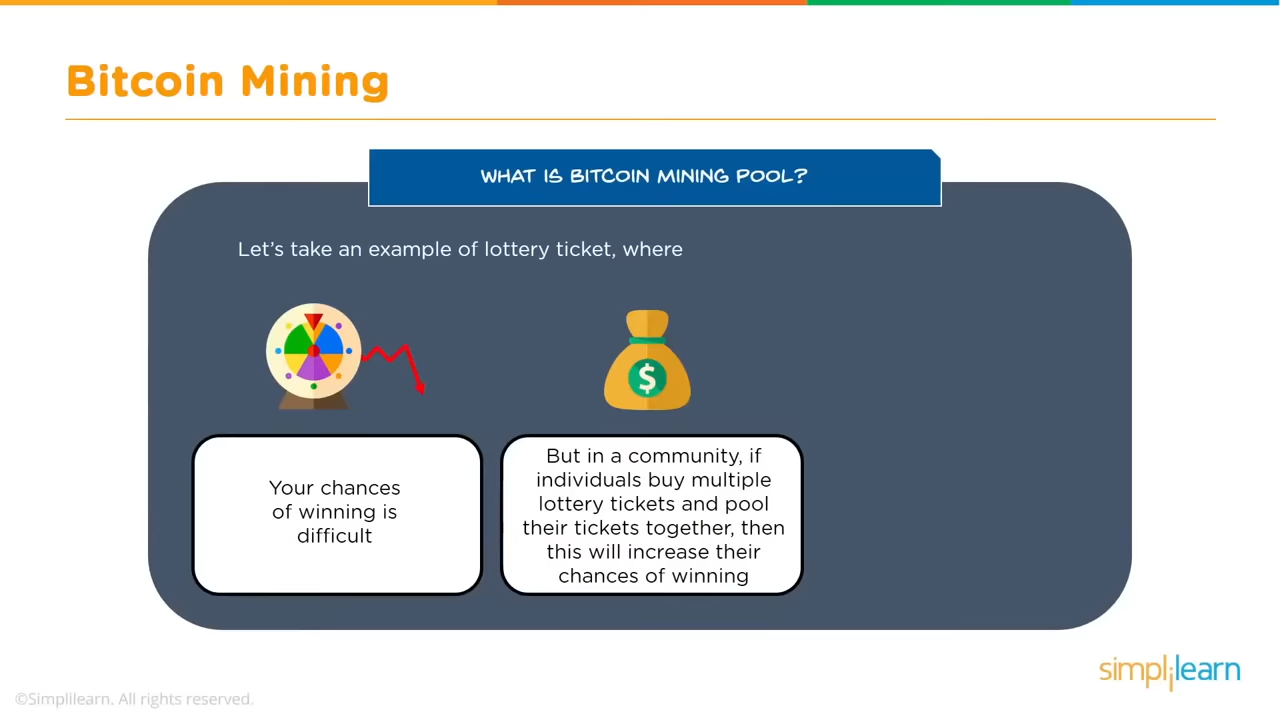 Bitcoin Mining
WHAT IS BITCOIN MINING POOL?
Let's take an example of lottery ticket, where
$
Your chances
of winning is
difficult
But in a community, if
individuals buy multiple
lottery tickets and pool
their tickets together, then
this will increase their
chances of winning
simplilearn
©Simplilearn. All rights reserved.